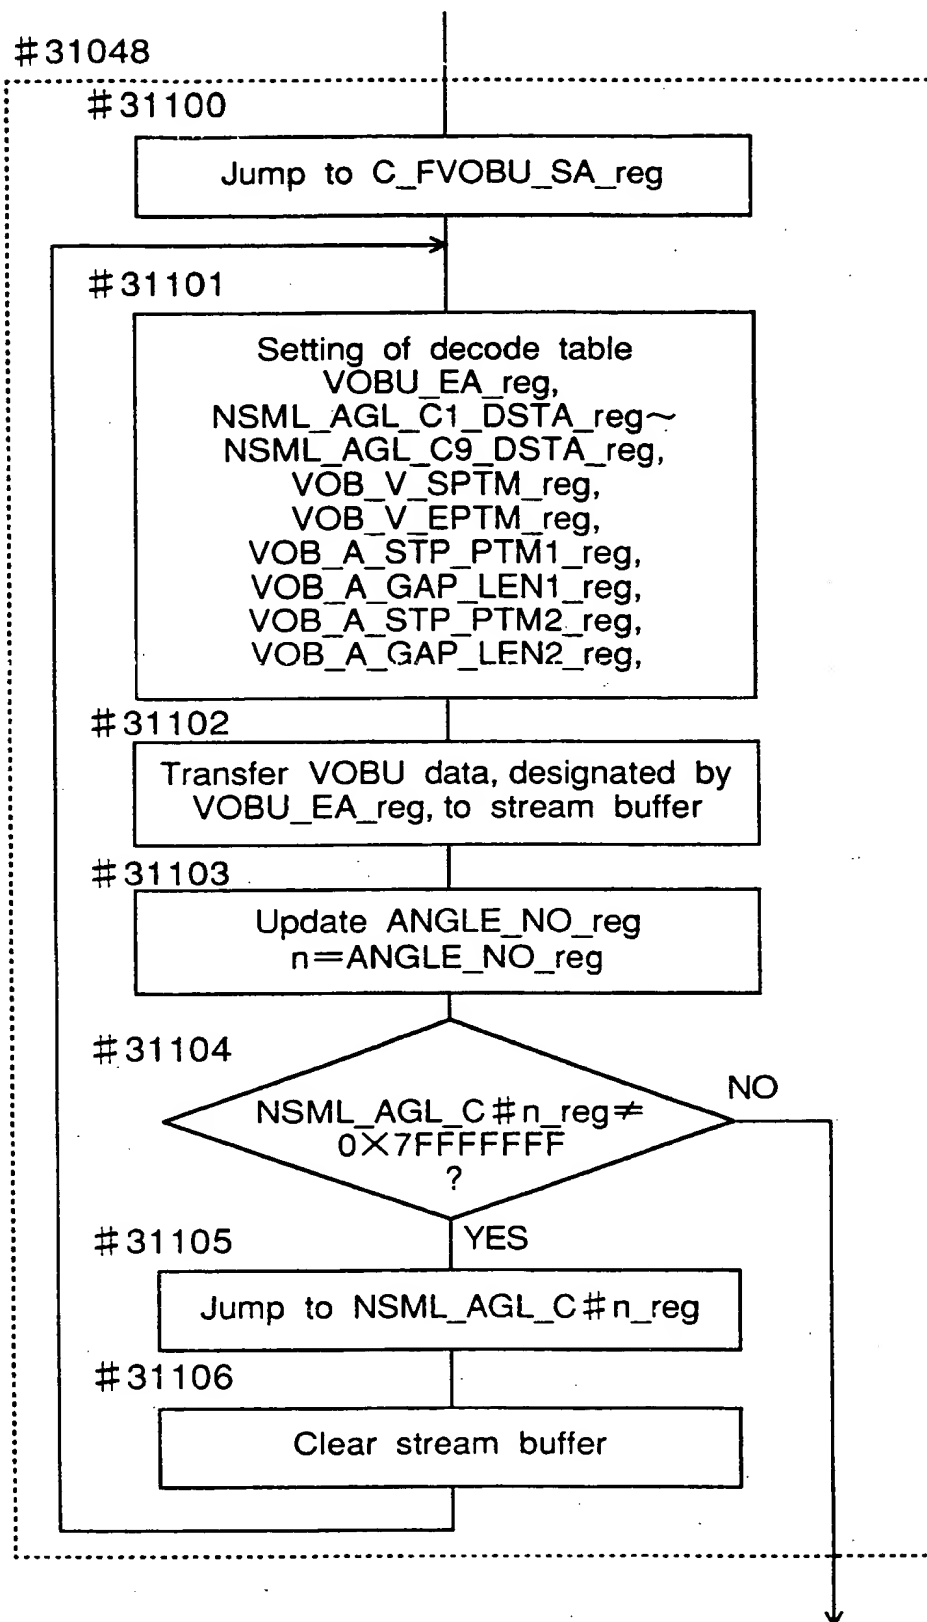 #31048
#31100
Jump to C_FVOBU_SA_reg
#31101
Setting of decode table
VOBU_EA_reg,
NSML_AGL_C1_DSTA_reg~
NSML_AGL_C9_DSTA_reg,
VOB_V_SPTM_reg,
VOB_V_EPTM_reg,
VOB_A_STP_PTM1_reg,
VOB_A_GAP_LEN1_reg,
VOB_A_STP_PTM2_reg,
VOB_A_GAP_LEN2_reg,
#31102
Transfer VOBU data, designated by
VOBU_EA_reg, to stream buffer
#31103
Update ANGLE_NO_reg
n=ANGLE_NO_reg
#31104
NSML_AGL_C#n_reg≠
0×7FFFFFFF
?
NO
YES
#31105
Jump to NSML_AGL_C#n_reg
#31106
Clear stream buffer